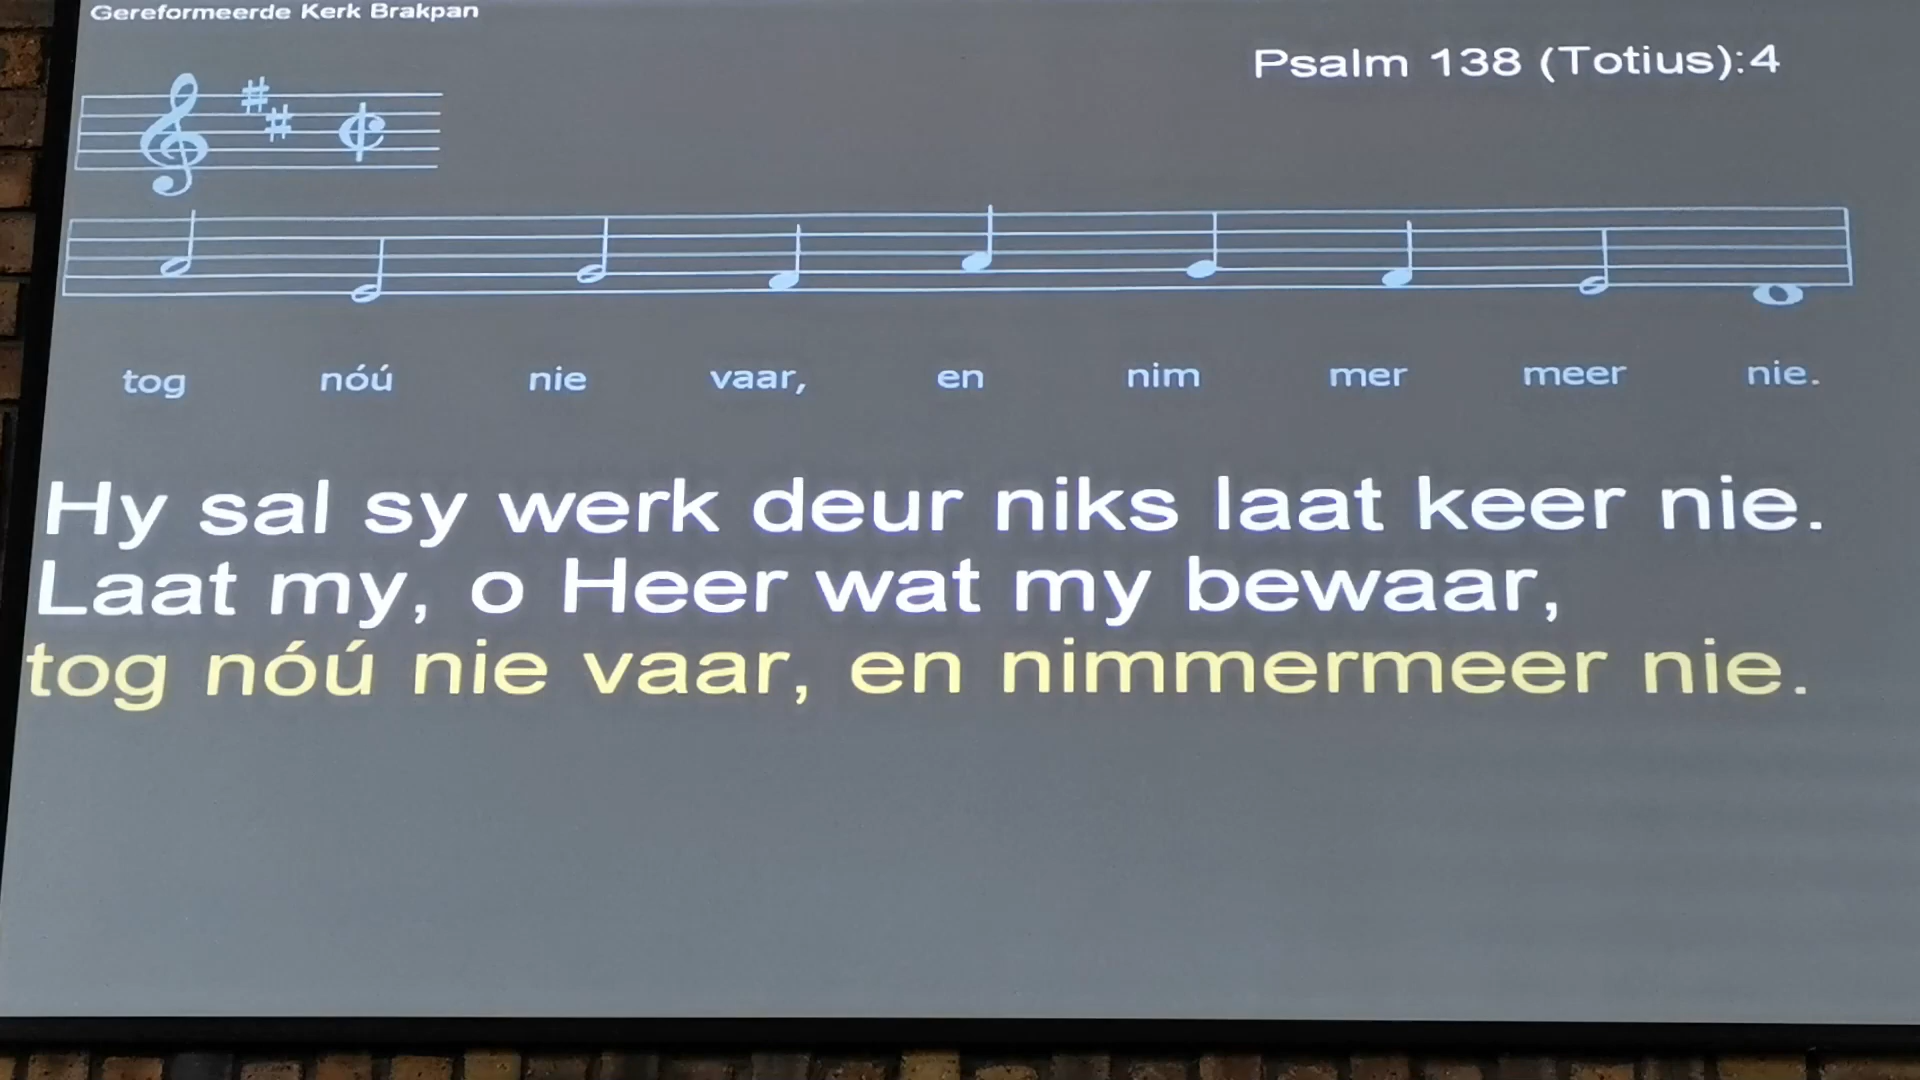 Gereformeerde Kerk Brakpan
Psalm 138 (Totius):4
tog nóú nie vaar, en nim mer meer nie.
Hy sal sy werk deur niks laat keer nie.
Laat my, o Heer wat my bewaar,
tog nóú nie vaar, en nimmermeer nie.